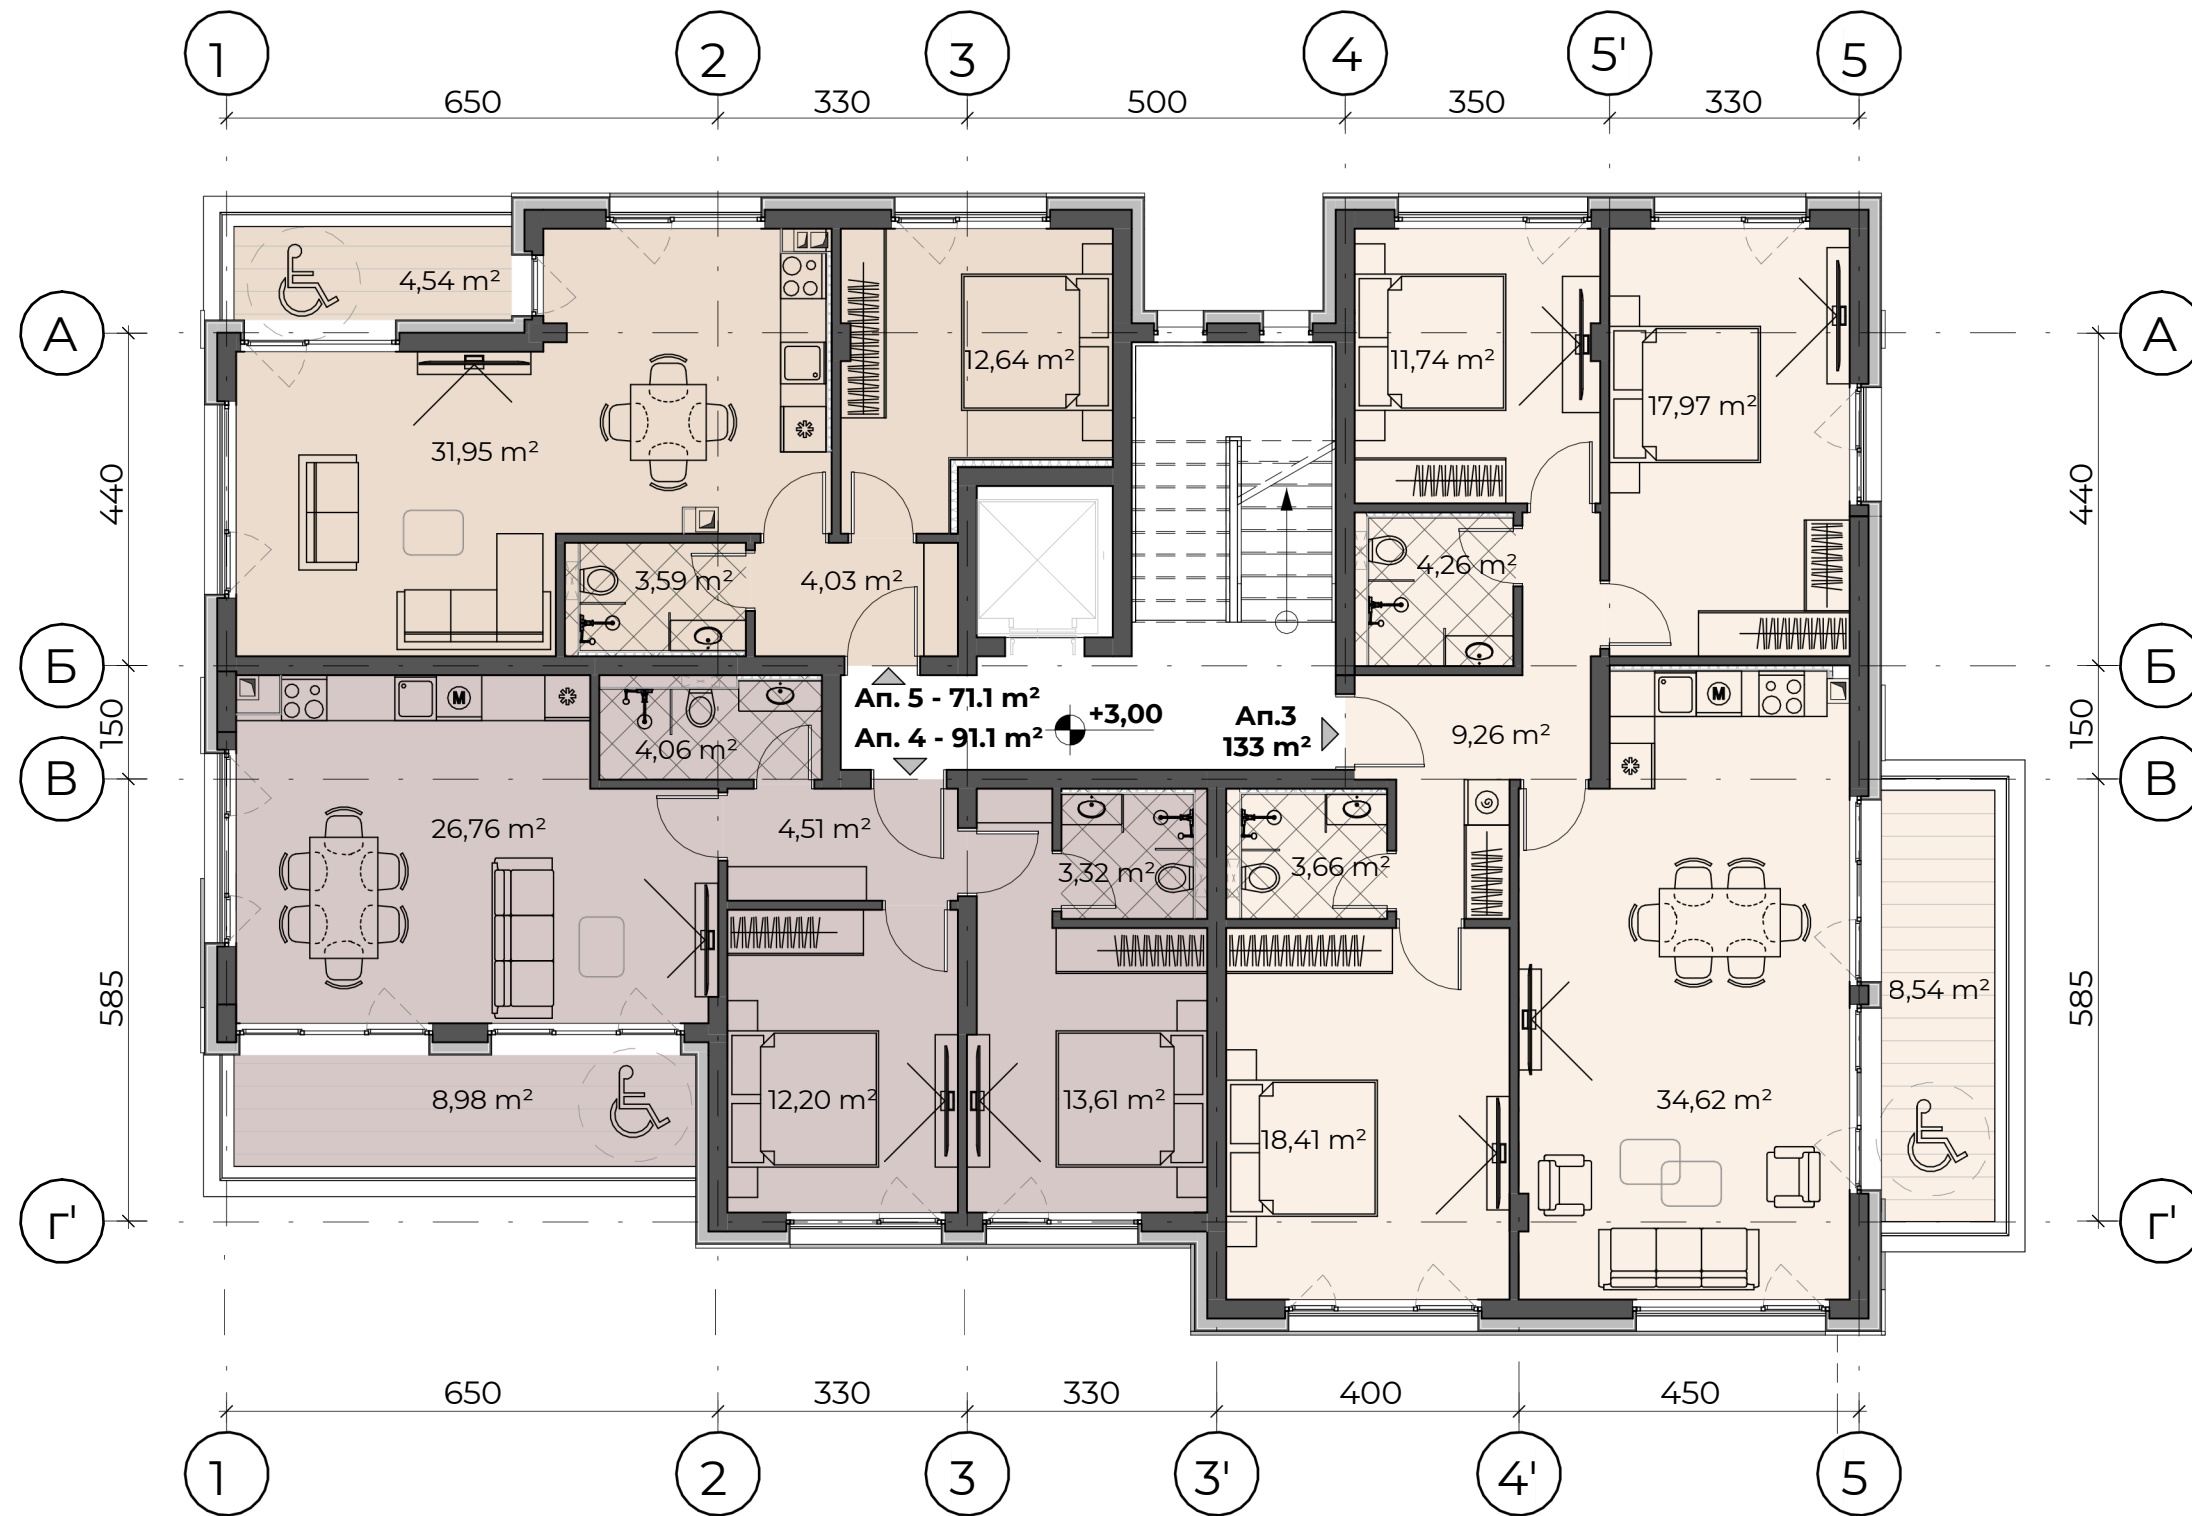 1 2 3 4 5' 5
650 330 500 350 330
4,54 m²
А А
12,64 m² 11,74 m²
17,97 m²
31,95 m²
440 440
3,59 m² 4,03 m² 4,26 m²
Б Б
Ап. 5 - 71.1 m²
Ап. 4 - 91.1 m²
+3,00
Ап.3
133 m²
M M
150 150
4,06 m² 9,26 m²
В В
26,76 m² 4,51 m²
3,32 m² 3,66 m²
585 585
8,54 m²
8,98 m² 12,20 m² 13,61 m² 34,62 m²
18,41 m²
Г' Г'
650 330 330 400 450
1 2 3 3' 4' 5